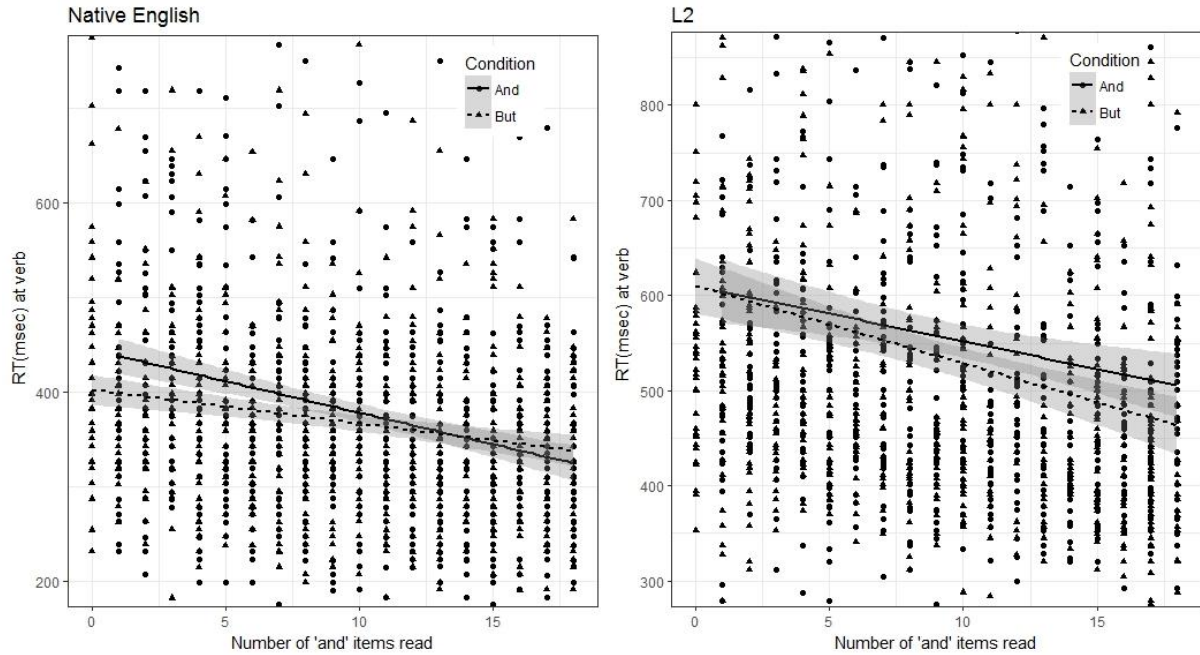 Native English
Condition
And
But
RT(msec) at verb
600
400
200
0
5
10
15
Number of 'and' items read
L2
Condition
And
But
RT(msec) at verb
800
700
600
500
400
300
0
5
10
15
Number of 'and' items read